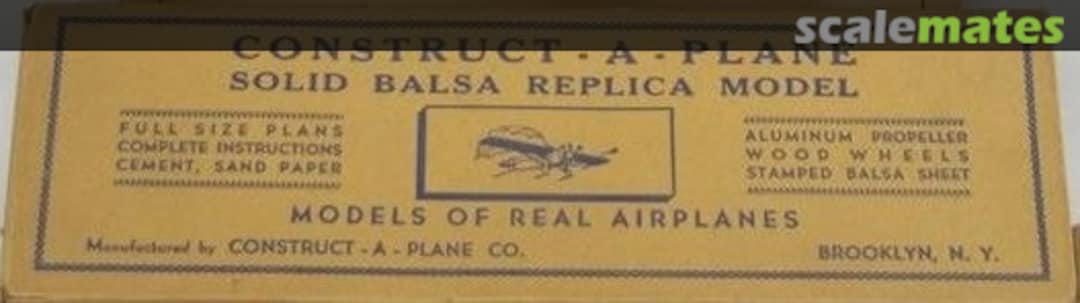 scalemates
CONSTRUCT - A - PLANE
SOLID BALSA REPLICA MODEL
FULL SIZE PLANS
COMPLETE INSTRUCTIONS
CEMENT, SAND PAPER
ALUMINUM PROPELLER
WOOD WHEELS
STAMPED BALSA SHEET
MODELS OF REAL AIRPLANES
Manufactured by CONSTRUCT - A - PLANE CO.
BROOKLYN, N. Y.